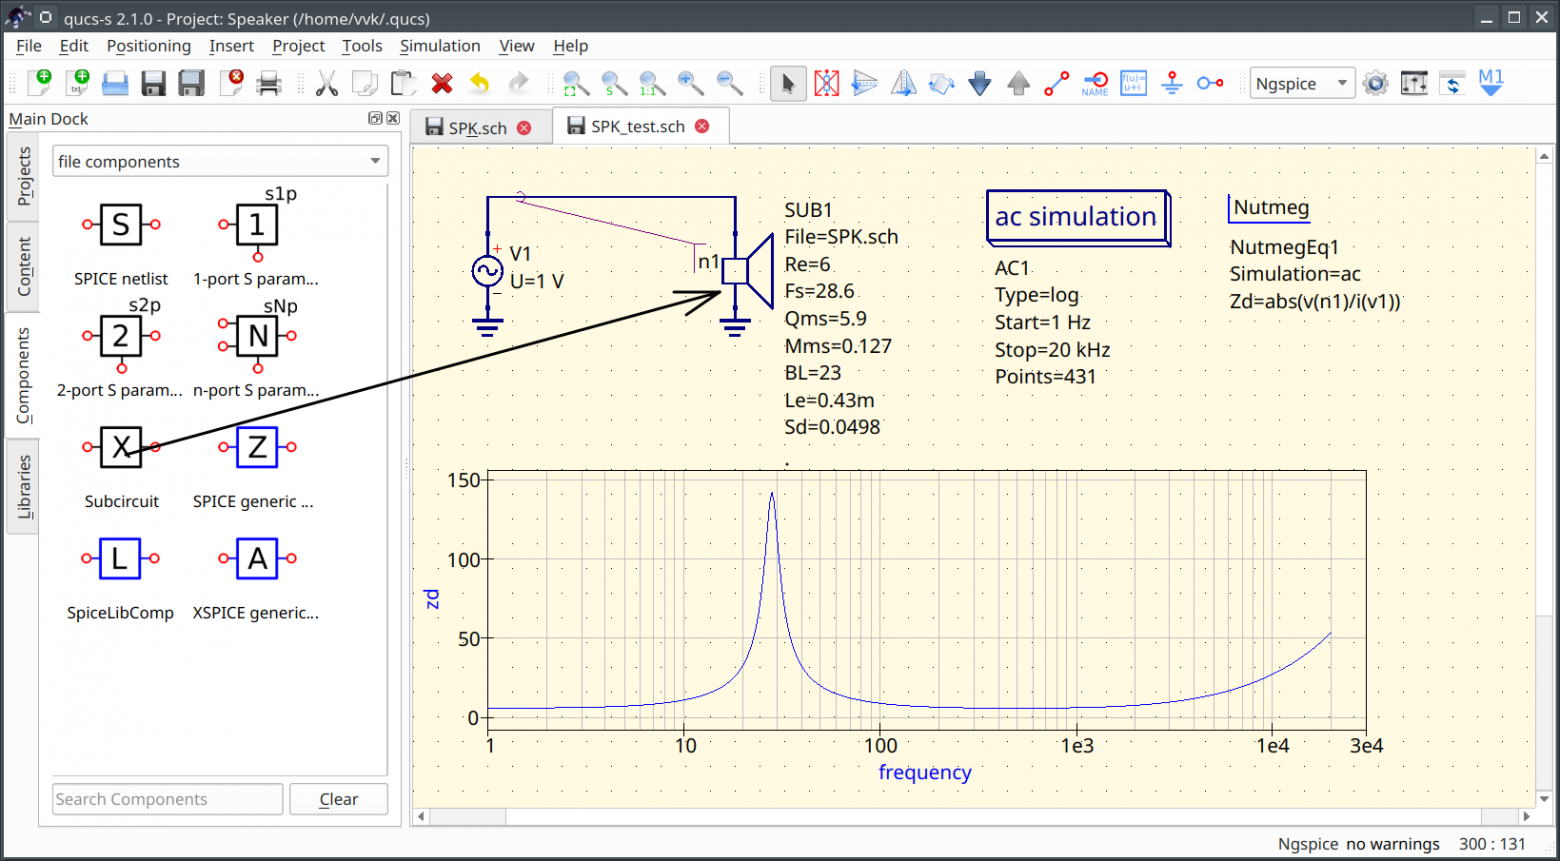 qucs-s 2.1.0 - Project: Speaker (/home/vvk/.qucs)
File Edit Positioning Insert Project Tools Simulation View Help
txt S 1:1 NAME f(u)= u+i Ngspice M1
Main Dock
SPK.sch SPK_test.sch
Projects
Content
Components
Libraries
file components
S
SPICE netlist
s1p
1
1-port S param...
s2p
2
2-port S param...
sNp
N
n-port S param...
X
Subcircuit
Z
SPICE generic ...
L
SpiceLibComp
A
XSPICE generic...
Search Components Clear
+
V1
U=1 V
n1
SUB1
File=SPK.sch
Re=6
Fs=28.6
Qms=5.9
Mms=0.127
BL=23
Le=0.43m
Sd=0.0498
ac simulation
AC1
Type=log
Start=1 Hz
Stop=20 kHz
Points=431
Nutmeg
NutmegEq1
Simulation=ac
Zd=abs(v(n1)/i(v1))
150
100
50
0
zd
1 10 100 1e3 1e4 3e4
frequency
Ngspice no warnings 300 : 131